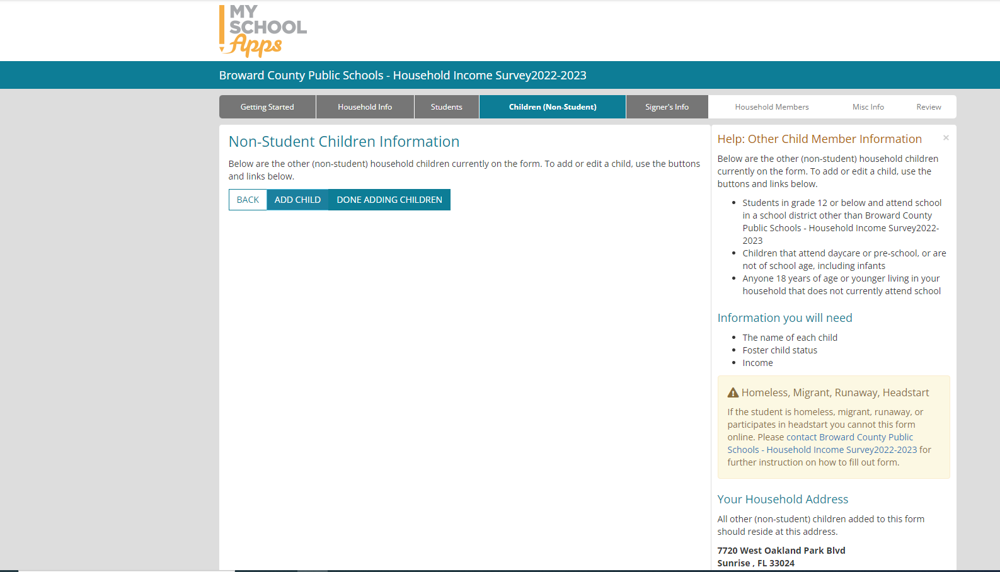 MY
SCHOOL
Apps
Broward County Public Schools - Household Income Survey2022-2023
Getting Started
Household Info
Students
Children (Non-Student)
Signer's Info
Household Members
Misc Info
Review
Non-Student Children Information
Below are the other (non-student) household children currently on the form. To add or edit a child, use the buttons
and links below.
BACK
ADD CHILD
DONE ADDING CHILDREN
Help: Other Child Member Information
×
Below are the other (non-student) household children
currently on the form. To add or edit a child, use the
buttons and links below.
• Students in grade 12 or below and attend school
in a school district other than Broward County
Public Schools - Household Income Survey2022-
2023
• Children that attend daycare or pre-school, or are
not of school age, including infants
• Anyone 18 years of age or younger living in your
household that does not currently attend school
Information you will need
• The name of each child
• Foster child status
• Income
Homeless, Migrant, Runaway, Headstart
If the student is homeless, migrant, runaway, or
participates in headstart you cannot this form
online. Please contact Broward County Public
Schools - Household Income Survey2022-2023 for
further instruction on how to fill out form.
Your Household Address
All other (non-student) children added to this form
should reside at this address.
7720 West Oakland Park Blvd
Sunrise , FL 33024